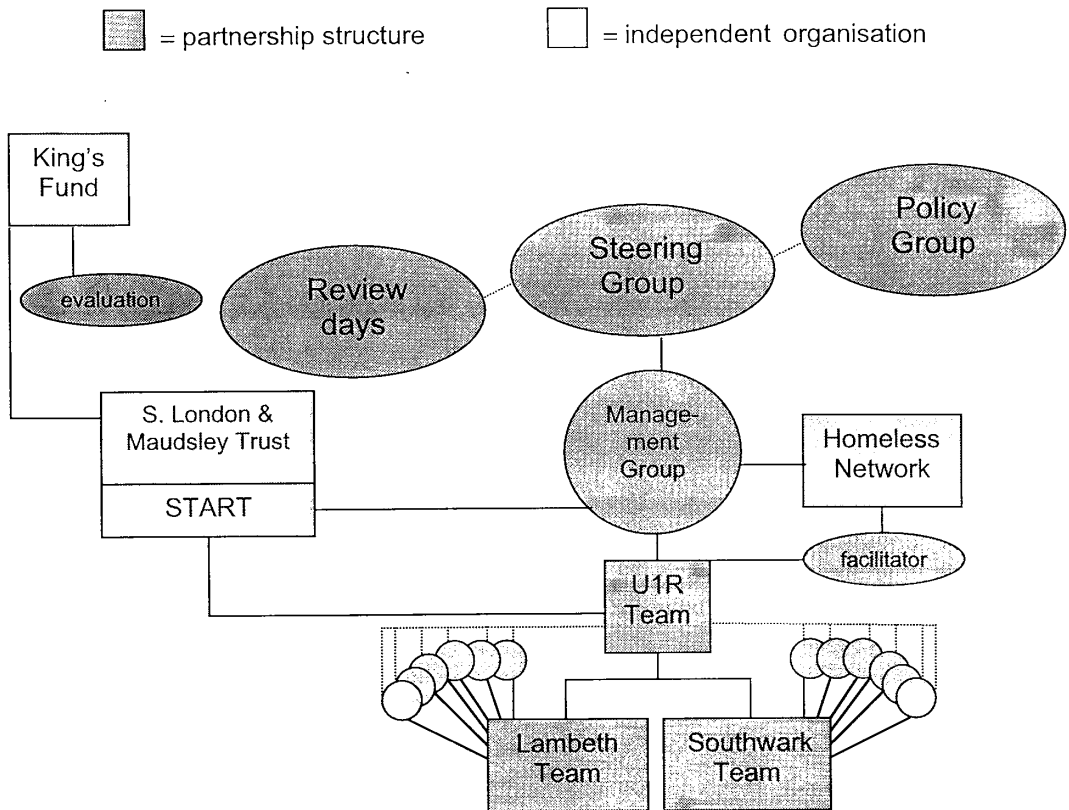 = partnership structure
= independent organisation
King's
Fund
Policy
Group
Steering
Group
evaluation
Review
days
S. London &
Maudsley Trust
START
Manage-
ment
Group
Homeless
Network
facilitator
U1R
Team
Lambeth
Team
Southwark
Team